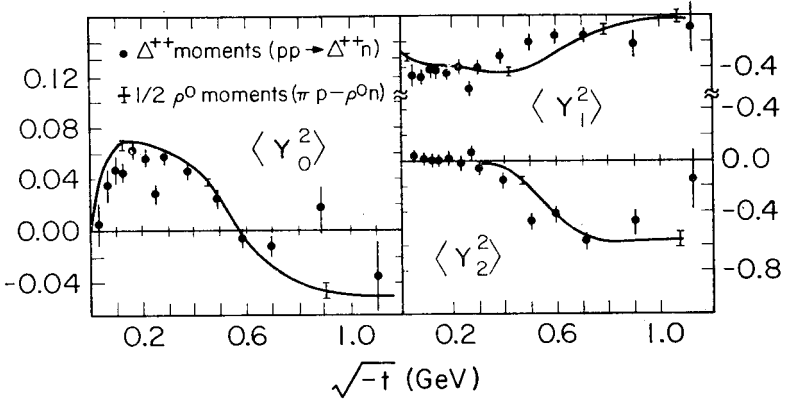 0.12
0.08
0.04
0.00
-0.04
• Δ++ moments (pp → Δ++n)
1/2 ρ0 moments (π p – ρ0n)
⟨Y²₀⟩
0.2
0.6
1.0
⟨Y²₁⟩
-0.4
-0.4
0.0
-0.4
-0.8
⟨Y²₂⟩
0.2
0.6
1.0
√-t (GeV)